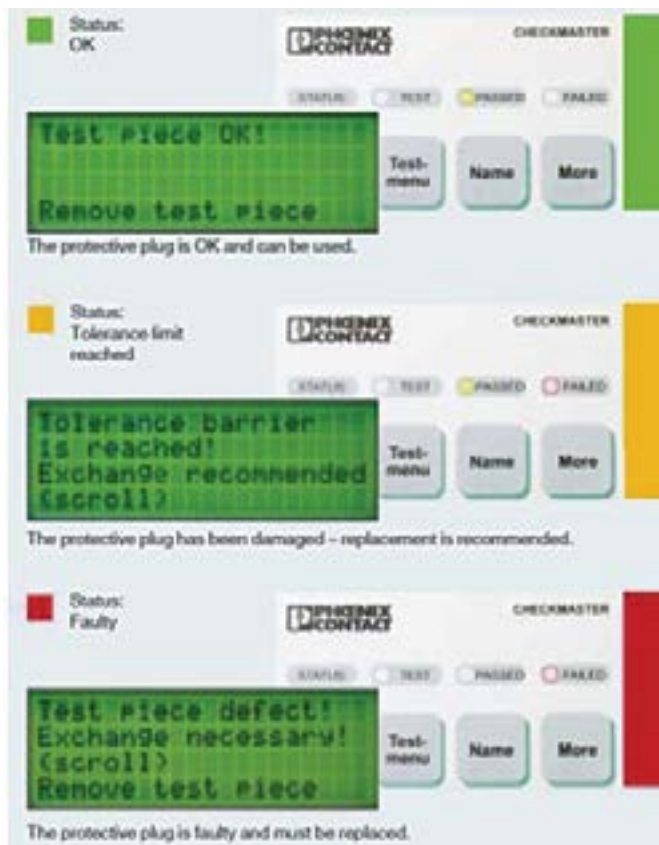 Status:
OK
PHŒNIX
CONTACT
CHECKMASTER
STATUS TEST PASSED FAILED
Test piece OK!
Remove test piece
Test-
menu
Name
More
The protective plug is OK and can be used.
Status:
Tolerance limit
reached
PHŒNIX
CONTACT
CHECKMASTER
STATUS TEST PASSED FAILED
Tolerance barrier
is reached!
Exchange recommended
(scroll)
Test-
menu
Name
More
The protective plug has been damaged – replacement is recommended.
Status:
Faulty
PHŒNIX
CONTACT
CHECKMASTER
STATUS TEST PASSED FAILED
Test piece defect!
Exchange necessary!
(scroll)
Remove test piece
Test-
menu
Name
More
The protective plug is faulty and must be replaced.